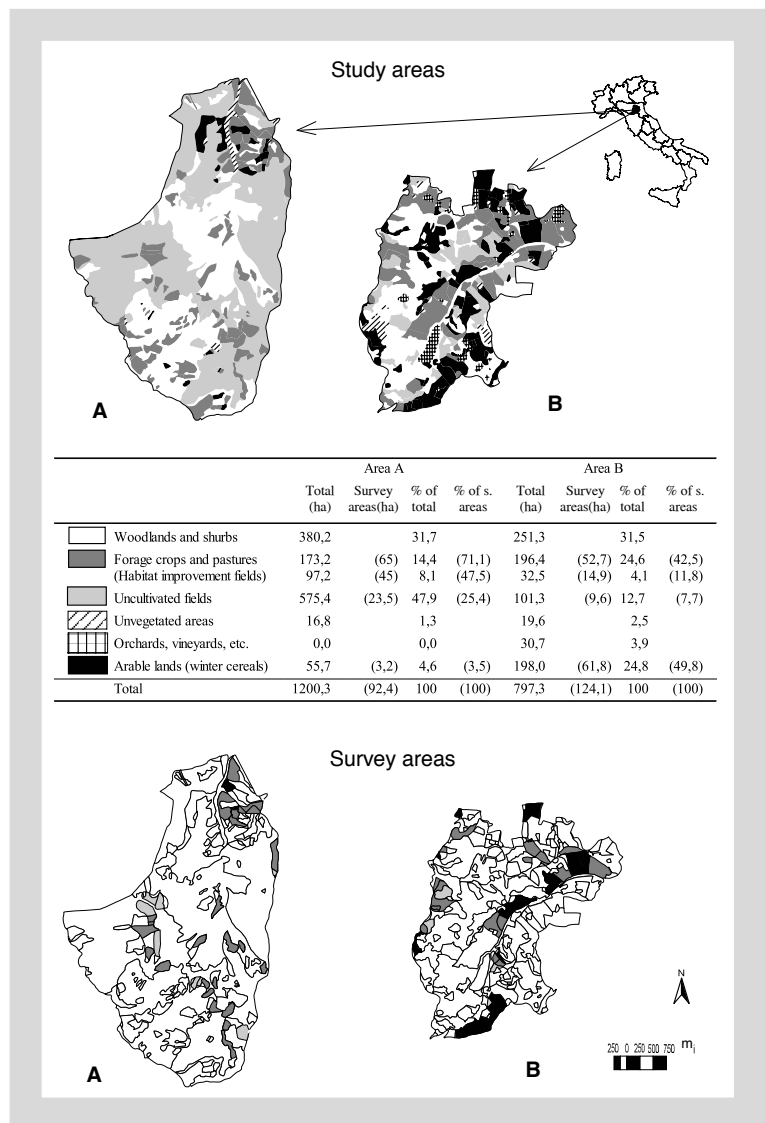 Study areas
A
B
Area A Area B
Total Survey % of % of s. Total Survey % of % of s.
(ha) areas(ha) total areas (ha) areas(ha) total areas
Woodlands and shurbs 380,2 31,7 251,3 31,5
Forage crops and pastures 173,2 (65) 14,4 (71,1) 196,4 (52,7) 24,6 (42,5)
(Habitat improvement fields) 97,2 (45) 8,1 (47,5) 32,5 (14,9) 4,1 (11,8)
Uncultivated fields 575,4 (23,5) 47,9 (25,4) 101,3 (9,6) 12,7 (7,7)
Unvegetated areas 16,8 1,3 19,6 2,5
Orchards, vineyards, etc. 0,0 0,0 30,7 3,9
Arable lands (winter cereals) 55,7 (3,2) 4,6 (3,5) 198,0 (61,8) 24,8 (49,8)
Total 1200,3 (92,4) 100 (100) 797,3 (124,1) 100 (100)
Survey areas
N
250 0 250 500 750 mi
A
B